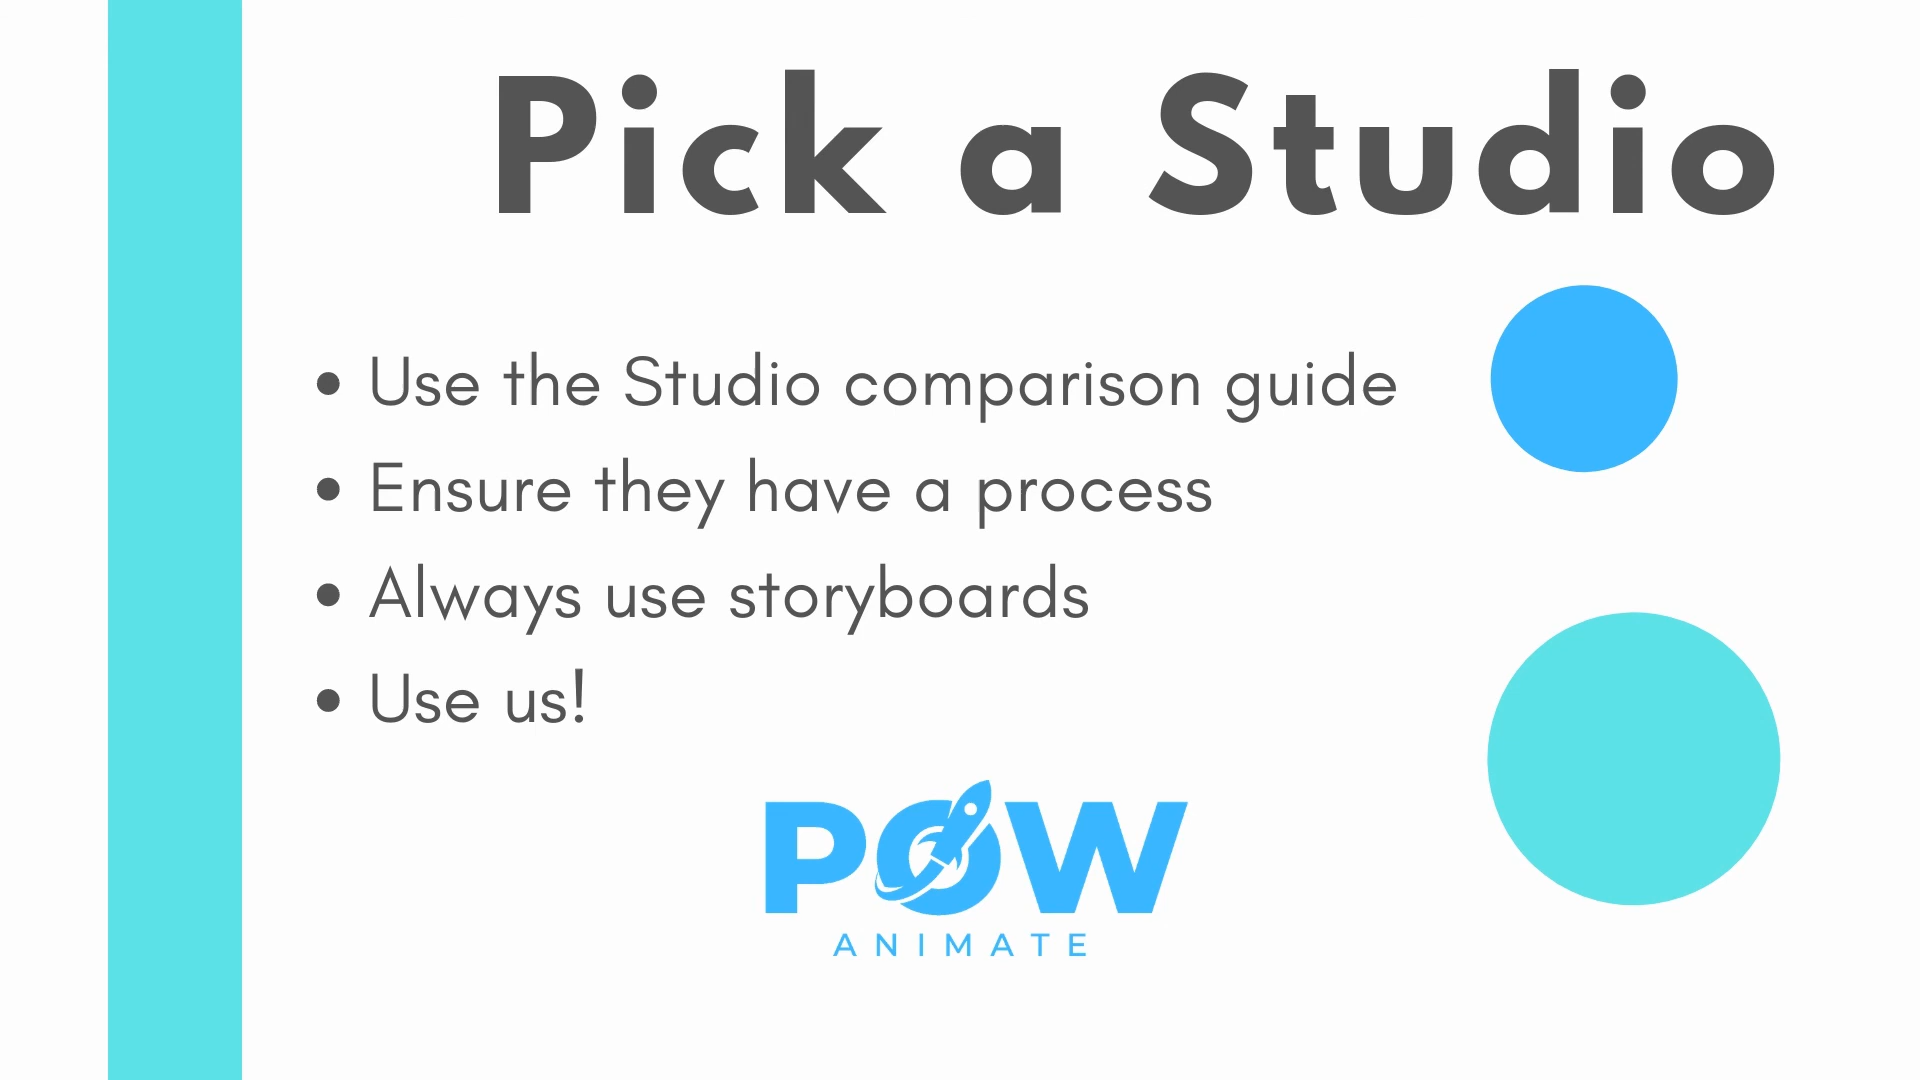 Pick a Studio
• Use the Studio comparison guide
• Ensure they have a process
• Always use storyboards
• Use us!
POW
ANIMATE